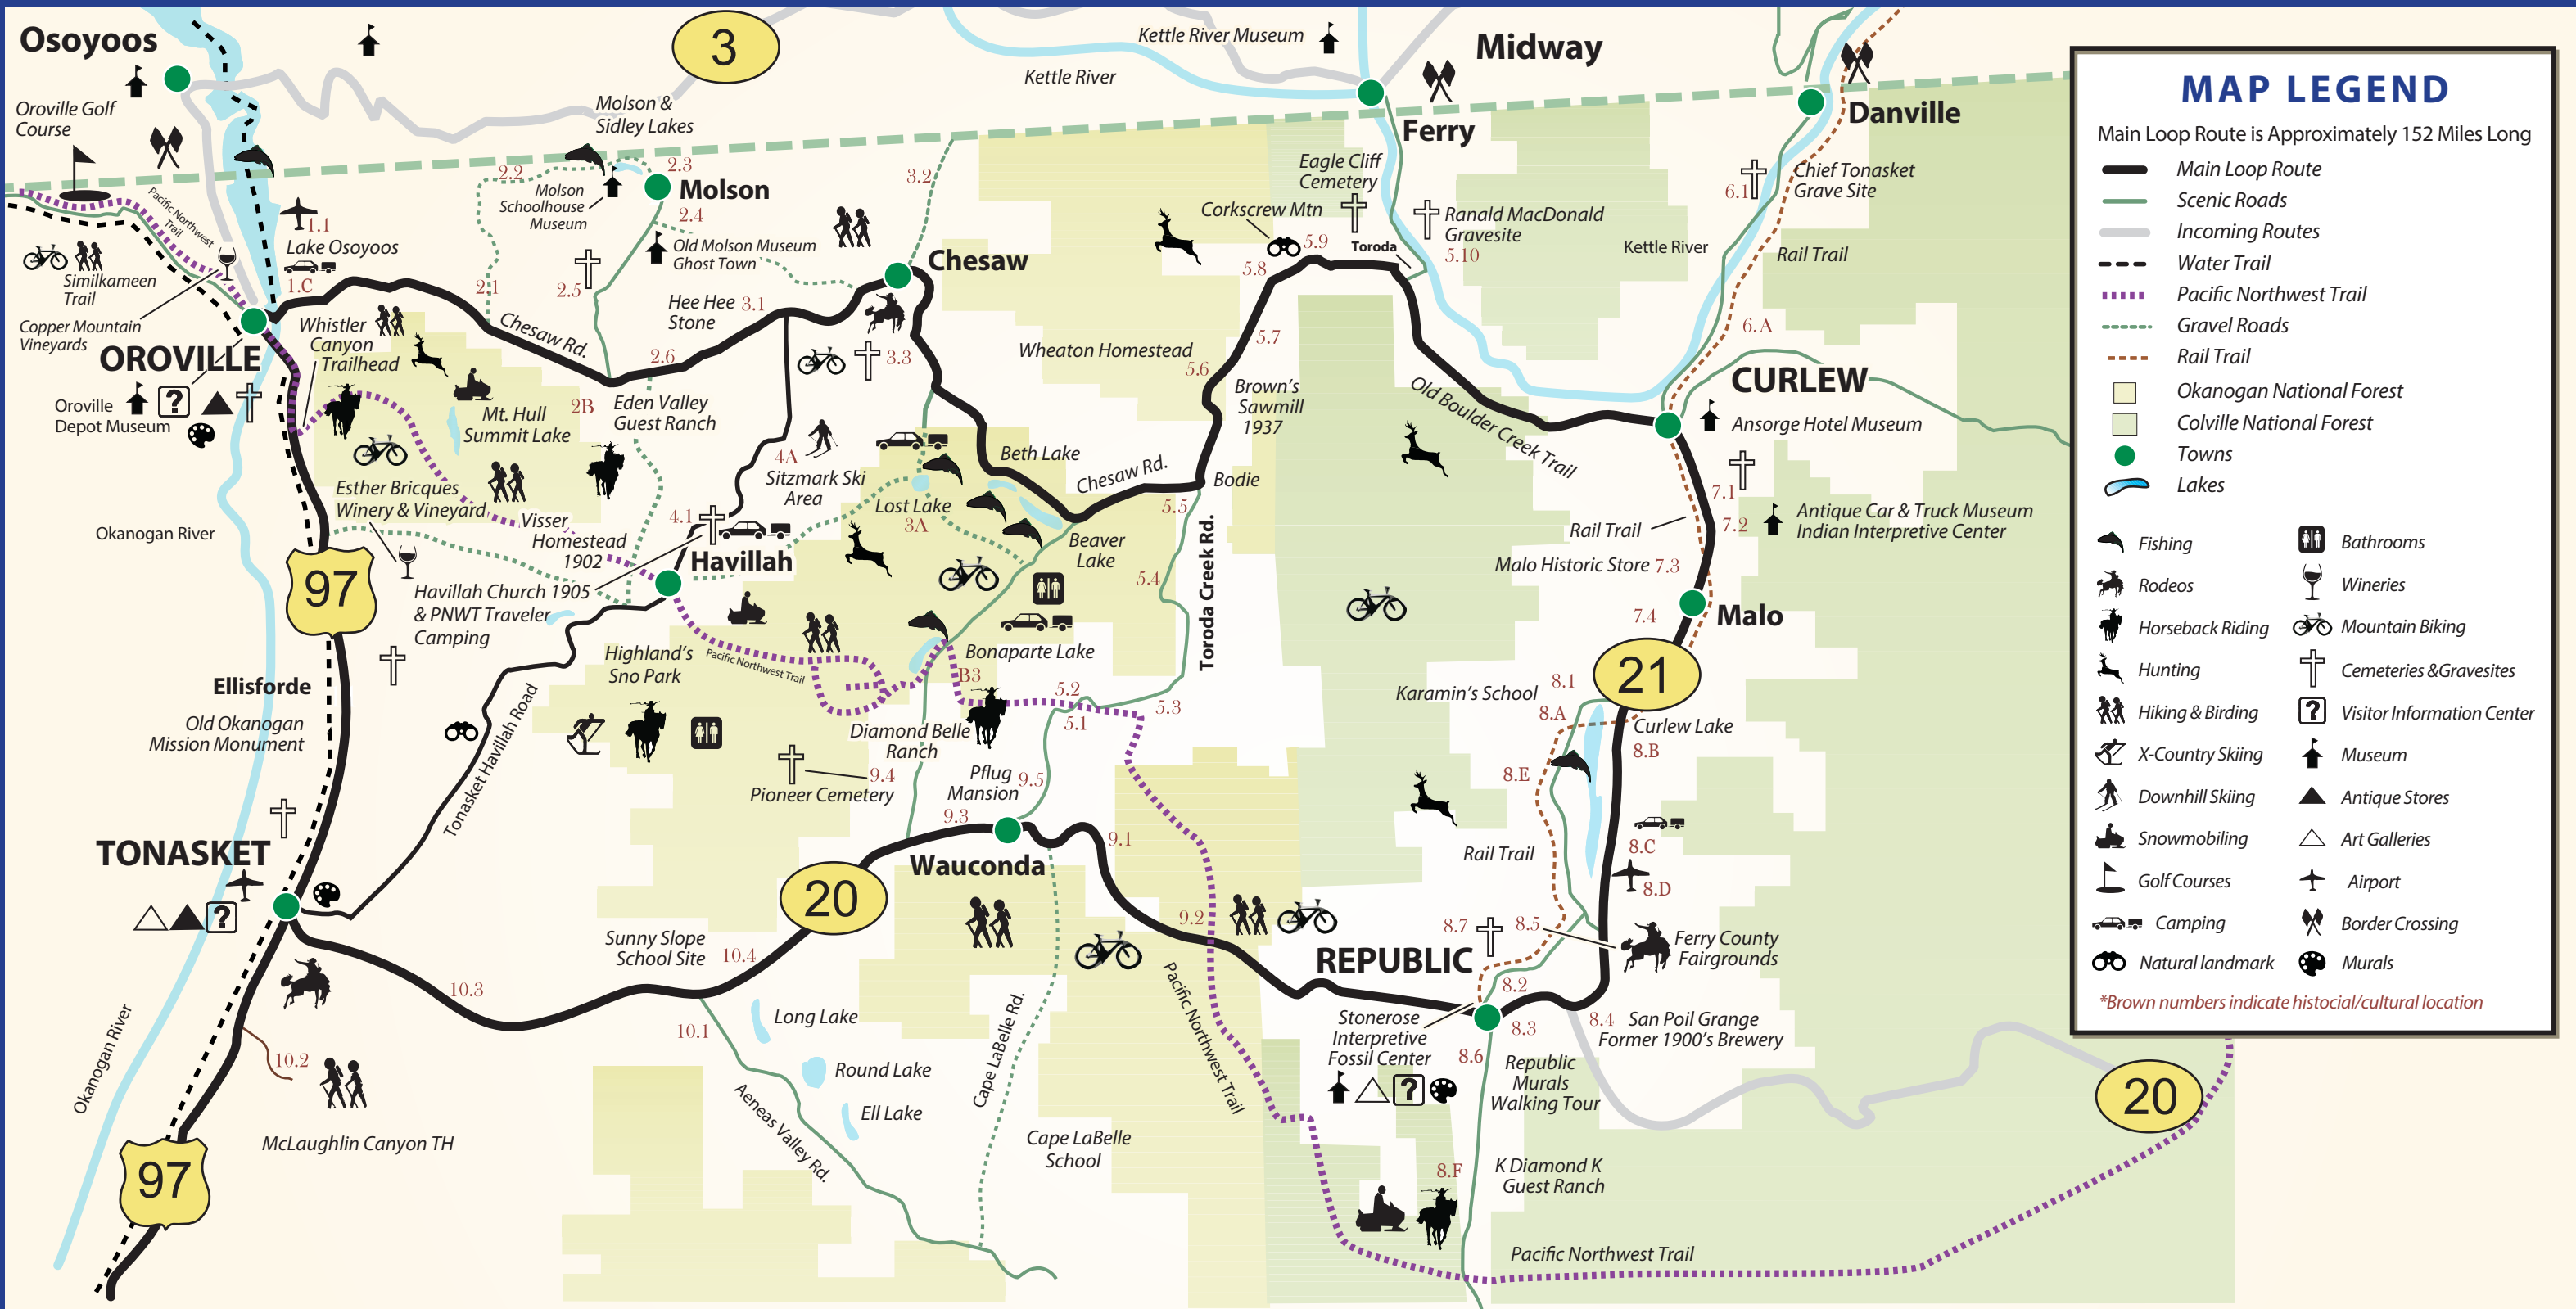 Osoyoos
3
Kettle River Museum
Midway
Kettle River
Oroville Golf
Course
Molson &
Sidley Lakes
Ferry
Danville
Eagle Cliff
Cemetery
Chief Tonasket
Grave Site
6.1
2.2
2.3
3.2
Molson
Schoolhouse
Museum
Molson
2.4
Corkscrew Mtn
5.9
Ranald MacDonald
Gravesite
5.10
Toroda
Kettle River
Rail Trail
Pacific Northwest
Trail
1.1
Lake Osoyoos
1.C
Old Molson Museum
Ghost Town
Chesaw
5.8
Similkameen
Trail
2.1
2.5
Hee Hee
Stone
3.1
Copper Mountain
Vineyards
Whistler
Canyon
Trailhead
Chesaw Rd.
2.6
3.3
5.7
6.A
Wheaton Homestead
5.6
OROVILLE
Oroville
Depot Museum
Mt. Hull
Summit Lake
2B
Eden Valley
Guest Ranch
Brown's
Sawmill
1937
Old Boulder Creek Trail
CURLEW
Ansorge Hotel Museum
4A
Sitzmark Ski
Area
Beth Lake
Chesaw Rd.
Bodie
5.5
Esther Bricques
Winery & Vineyard
Okanogan River
Visser
Homestead
1902
4.1
Lost Lake
3A
7.1
7.2
Antique Car & Truck Museum
Indian Interpretive Center
Rail Trail
Malo Historic Store
7.3
97
Havillah
Beaver
Lake
5.4
Toroda Creek Rd.
Havillah Church 1905
& PNWT Traveler
Camping
7.4
Malo
Highland's
Sno Park
Pacific Northwest Trail
Bonaparte Lake
B3
5.2
5.1
5.3
21
Ellisforde
Old Okanogan
Mission Monument
Tonasket Havillah Road
Karamin's School
8.1
8.A
Curlew Lake
8.B
8.E
Diamond Belle
Ranch
9.4
Pioneer Cemetery
Pflug
Mansion
9.5
9.3
9.1
Wauconda
TONASKET
20
Rail Trail
8.C
8.D
9.2
8.7
8.5
Ferry County
Fairgrounds
Sunny Slope
School Site
10.4
10.3
REPUBLIC
8.2
8.3
8.4
San Poil Grange
Former 1900's Brewery
Stonerose
Interpretive
Fossil Center
8.6
Republic
Murals
Walking Tour
10.1
Long Lake
Round Lake
Ell Lake
Aeneas Valley Rd.
Cape LaBelle Rd.
Cape LaBelle
School
Pacific Northwest Trail
Okanogan River
10.2
McLaughlin Canyon TH
97
8.F
K Diamond K
Guest Ranch
Pacific Northwest Trail
20
MAP LEGEND
Main Loop Route is Approximately 152 Miles Long
Main Loop Route
Scenic Roads
Incoming Routes
Water Trail
Pacific Northwest Trail
Gravel Roads
Rail Trail
Okanogan National Forest
Colville National Forest
Towns
Lakes
Fishing
Bathrooms
Rodeos
Wineries
Horseback Riding
Mountain Biking
Hunting
Cemeteries &Gravesites
Hiking & Birding
? Visitor Information Center
X-Country Skiing
Museum
Downhill Skiing
Antique Stores
Snowmobiling
Art Galleries
Golf Courses
Airport
Camping
Border Crossing
Natural landmark
Murals
*Brown numbers indicate histocial/cultural location